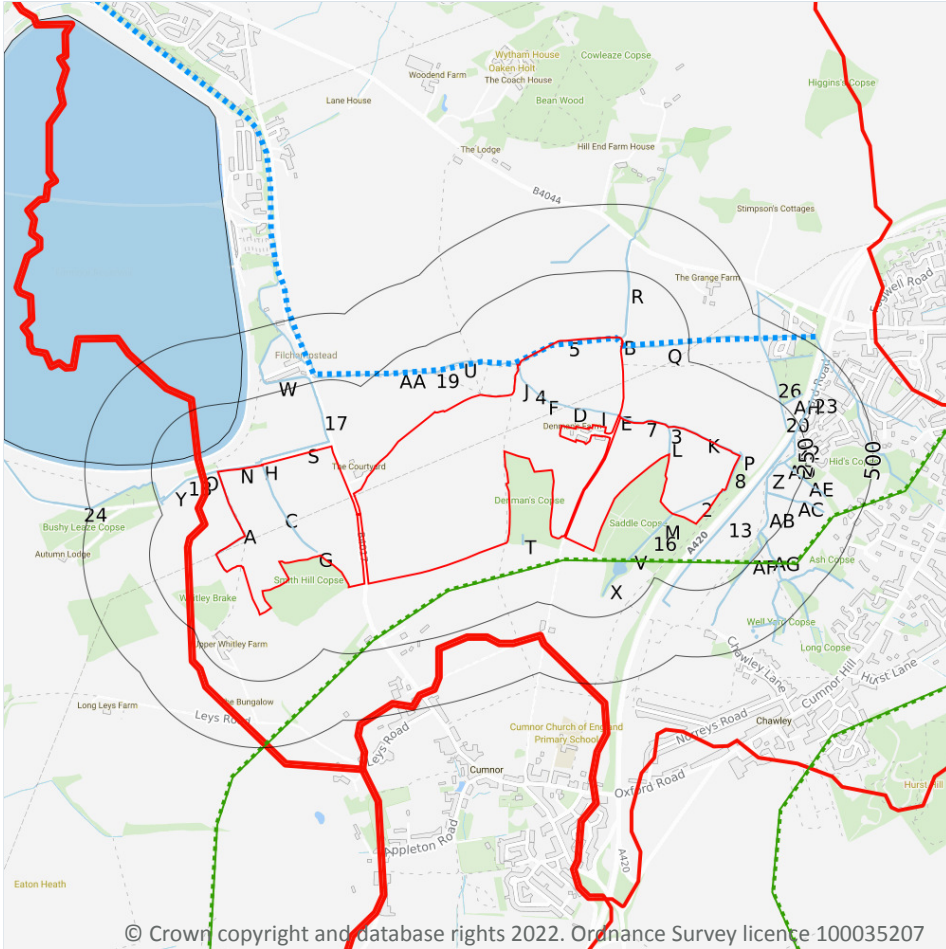 Wytham House
Oaken Holt
The Coach House
Cowleaze Copse
Woodend Farm
Higgins's Copse
Lane House
Bean Wood
The Lodge
Hill End Farm House
B4044
Stimpson's Cottages
The Grange Farm
R
Filchampstead
5
B
Q
W
AA
19
U
J
4
F
D
I
E
Denman's Farm
7
3
L
K
26
AH
23
20
17
S
The Courtyard
N
H
P
8
Z
250
500
Hid's Copse
AE
AC
AB
Y
24
Bushy Leaze Copse
Autumn Lodge
C
A
G
Smith Hill Copse
Denman's Copse
Saddle Copse
2
M
16
13
A420
T
V
X
AF
AG
Ash Copse
Upper Whitley Farm
Well Yard Copse
Long Copse
Chawley Lane
Cumnor Hill
Hurst Lane
Long Leys Farm
The Bungalow
Leys Road
Leys Road
Cumnor Church of England
Primary School
Norreys Road
Chawley
Cumnor
Oxford Road
Hurst Hill
Appleton Road
A420
Eaton Heath
© Crown copyright and database rights 2022. Ordnance Survey licence 100035207